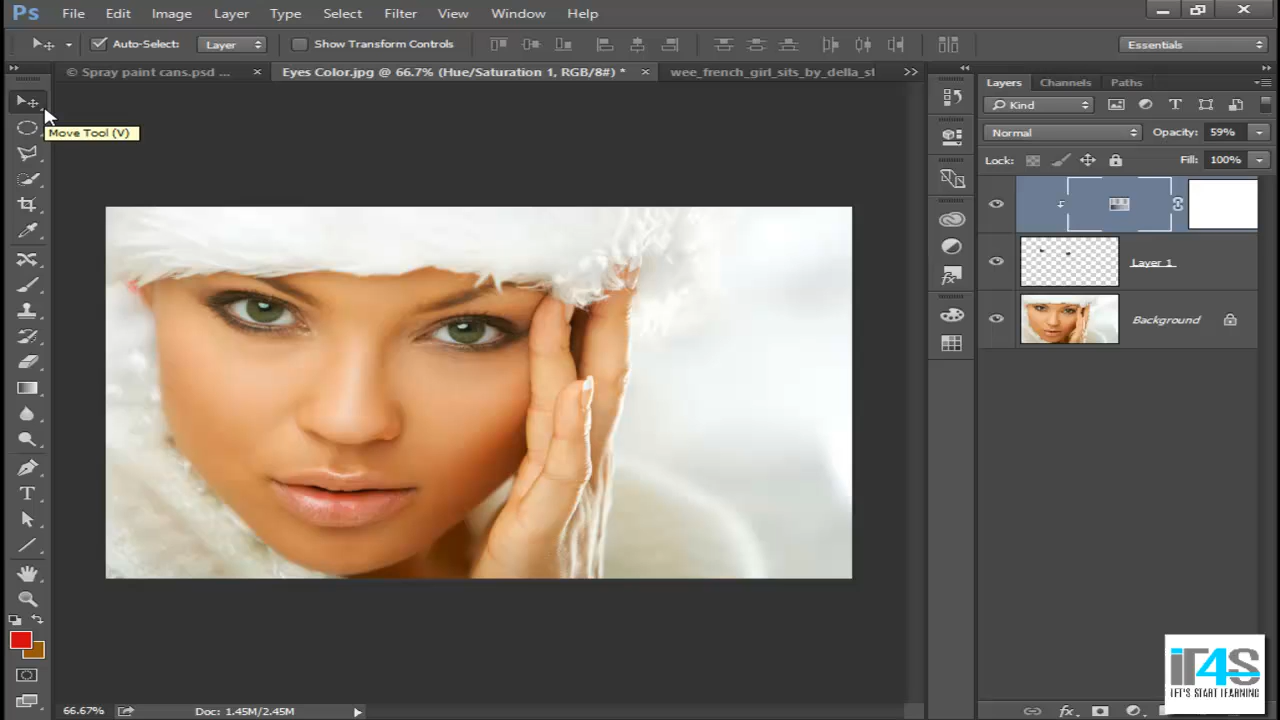 Ps File Edit Image Layer Type Select Filter View Window Help
Auto-Select: Layer Show Transform Controls Essentials
© Spray paint cans.psd ... × Eyes Color.jpg @ 66.7% (Hue/Saturation 1, RGB/8#) * × wee_french_girl_sits_by_della_st
Layers Channels Paths
Kind
Move Tool (V)
Normal Opacity: 59%
Lock: Fill: 100%
Layer 1
Background
T
iT4S
LET'S START LEARNING
66.67% Doc: 1.45M/2.45M
fx